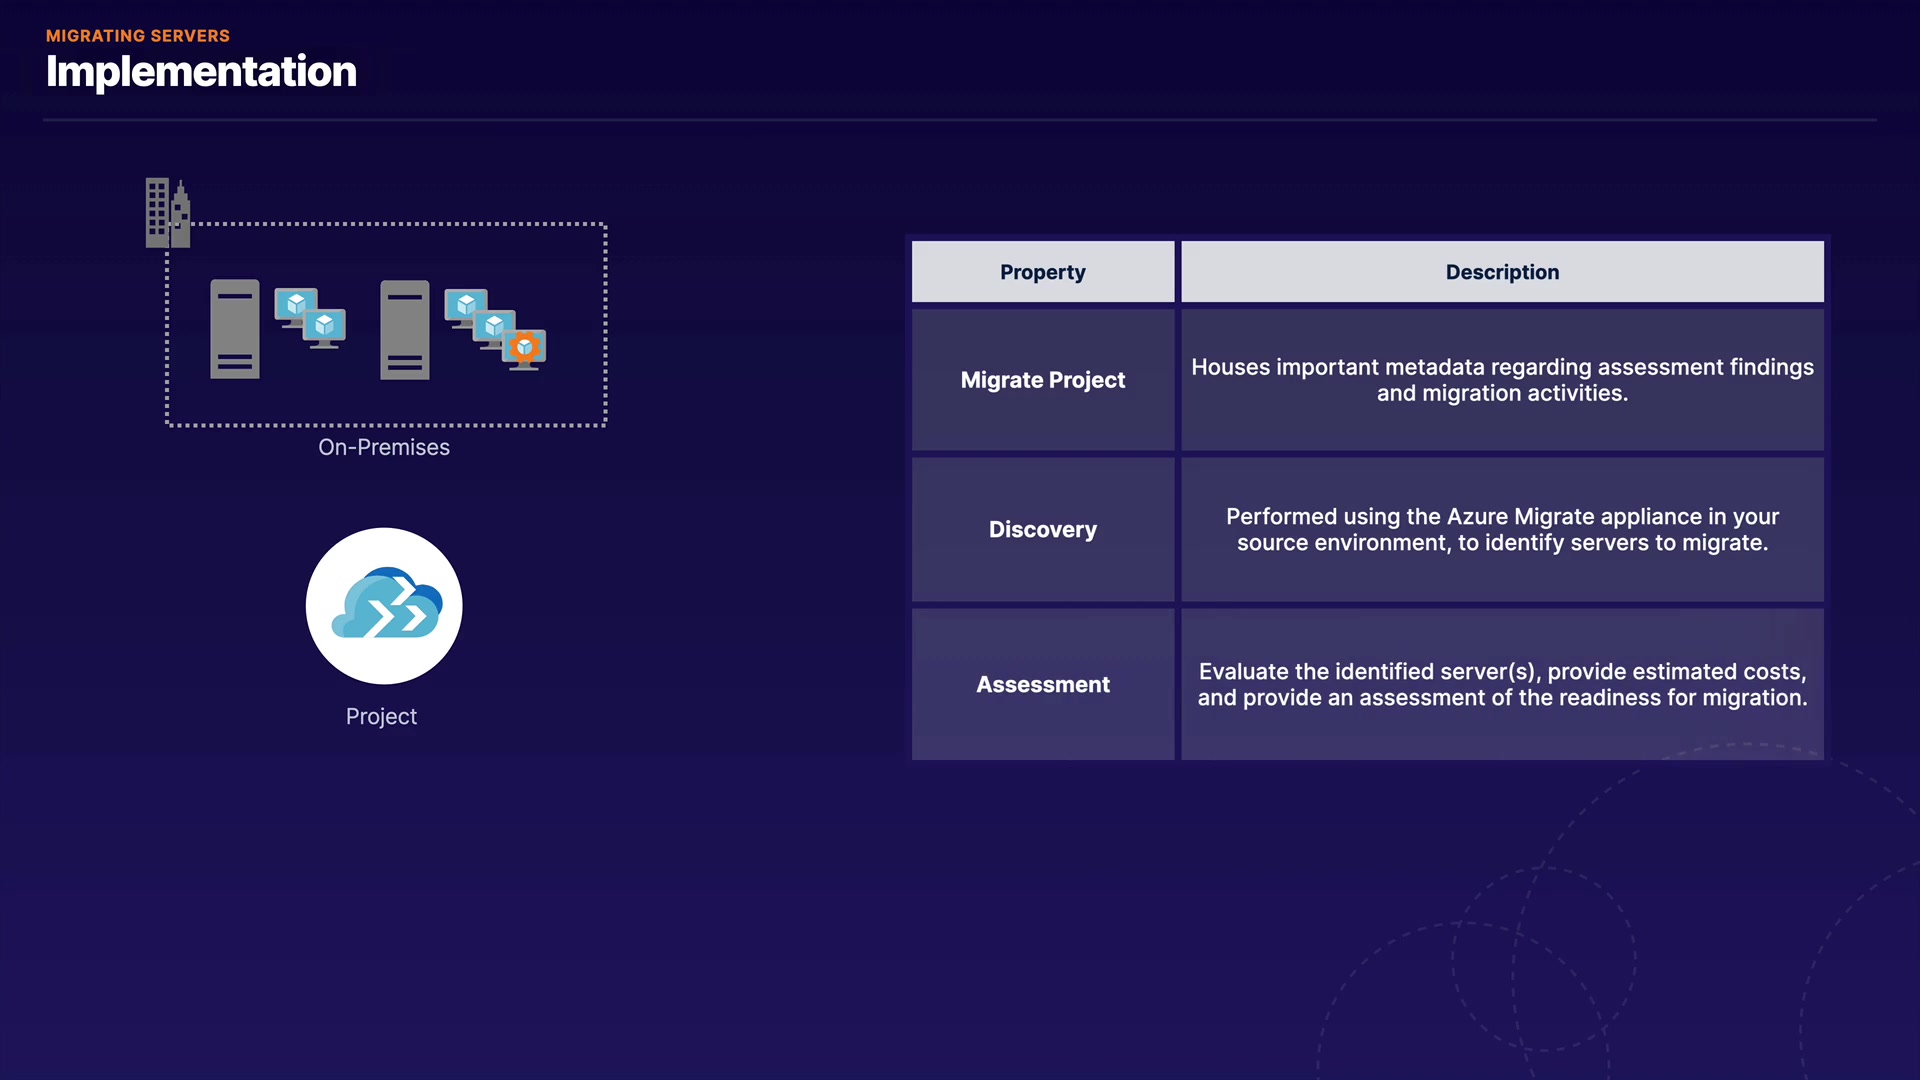 MIGRATING SERVERS
Implementation
On-Premises
Project
Property
Description
Migrate Project
Houses important metadata regarding assessment findings
and migration activities.
Discovery
Performed using the Azure Migrate appliance in your
source environment, to identify servers to migrate.
Assessment
Evaluate the identified server(s), provide estimated costs,
and provide an assessment of the readiness for migration.